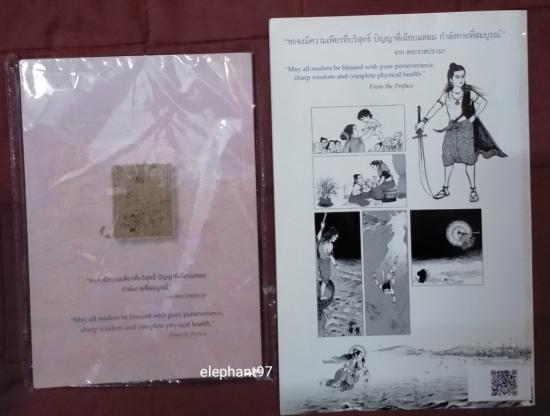 "ขอจงมีความเพียรที่บริสุทธิ์ ปัญญาที่เฉียบแหลม
กำลังกายที่สมบูรณ์"
"May all readers be blessed with pure perseverance,
sharp wisdom and complete physical health."
From the Preface
"ขอจงมีความเพียรที่บริสุทธิ์ ปัญญาที่เฉียบแหลม กำลังกายที่สมบูรณ์"
จาก พระราชปรารภ
"May all readers be blessed with pure perseverance,
sharp wisdom and complete physical health."
From the Preface
elephant97